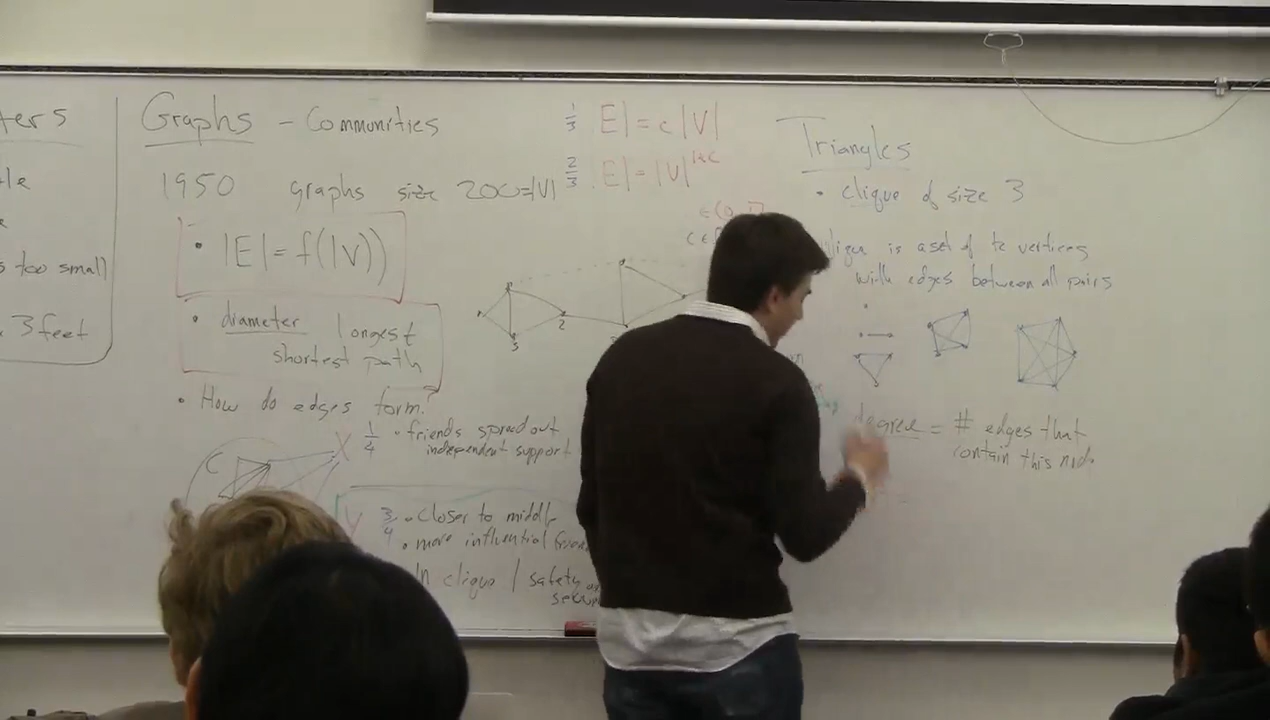 ters
le
s too small
3 feet
Graphs - Communities
1950 graphs size 200=|V|
• |E| = f(|V|)
• diameter longest
shortest path
• How do edges form?
C X 1/4 • friends spread out
independent support
Y 3/4 • closer to middle
• more influential
In clique / safety
1/3 |E| = c|V|
2/3 |E| = |V|^1+c
2
3
Triangles
• clique of size 3
is a set of k vertices
with edges between all pairs
degree = # edges that
contain this node